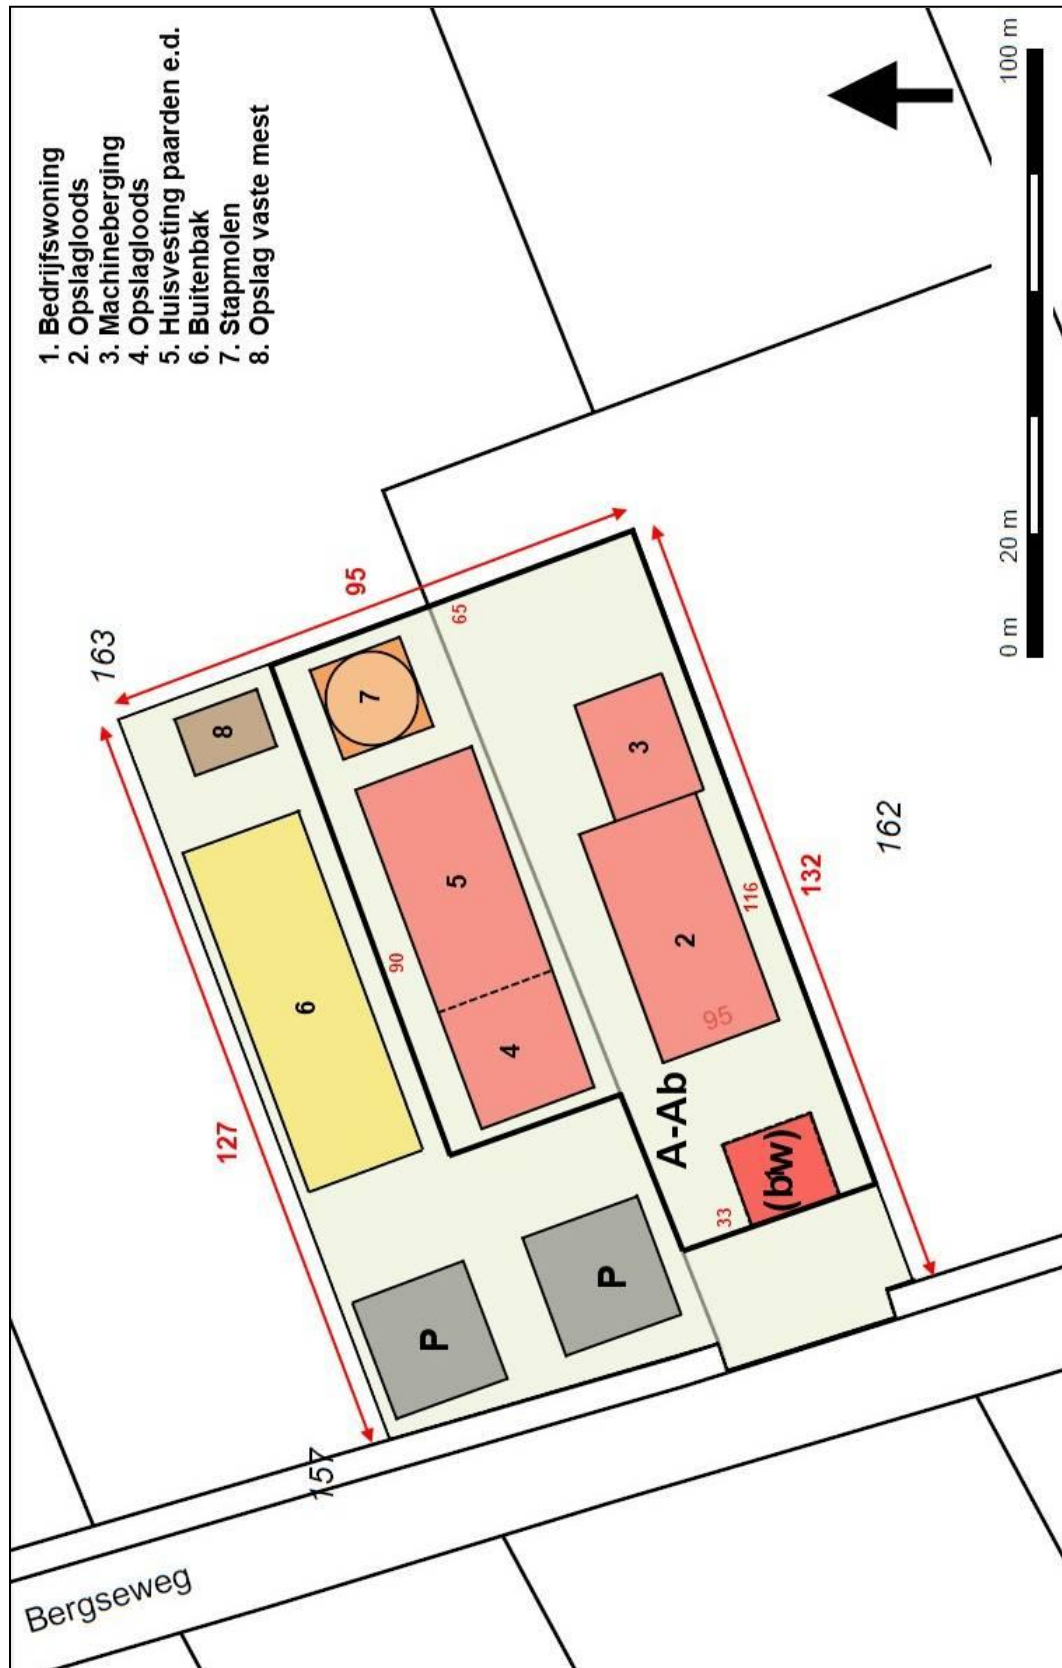 1. Bedrijfswoning
2. Opslagloods
3. Machineberging
4. Opslagloods
5. Huisvesting paarden e.d.
6. Buitenbak
7. Stapmolen
8. Opslag vaste mest
0 m
20 m
100 m
163
95
65
8
7
127
6
90
5
3
4
2
95
116
132
162
A-Ab
(bw)
33
P
P
157
Bergseweg